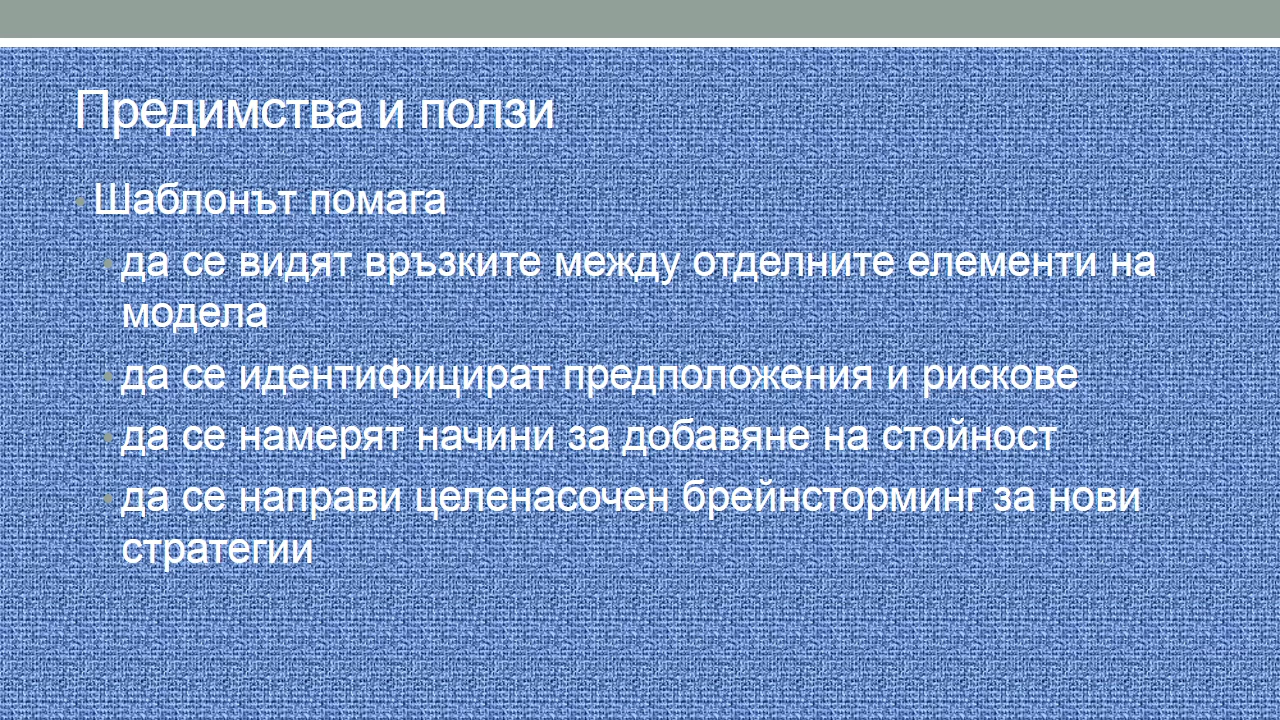 Предимства и ползи
• Шаблонът помага
• да се видят връзките между отделните елементи на
модела
• да се идентифицират предположения и рискове
• да се намерят начини за добавяне на стойност
• да се направи целенасочен брейнсторминг за нови
стратегии